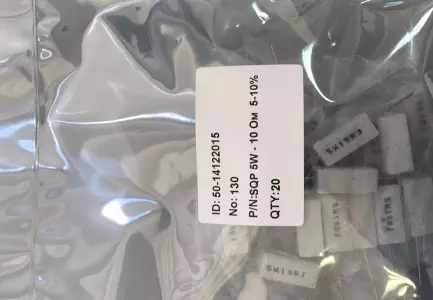 ID: 50-14122015
No: 130
P/N:SQP 5W - 10 Ом 5-10%
QTY:20
5W10RJ